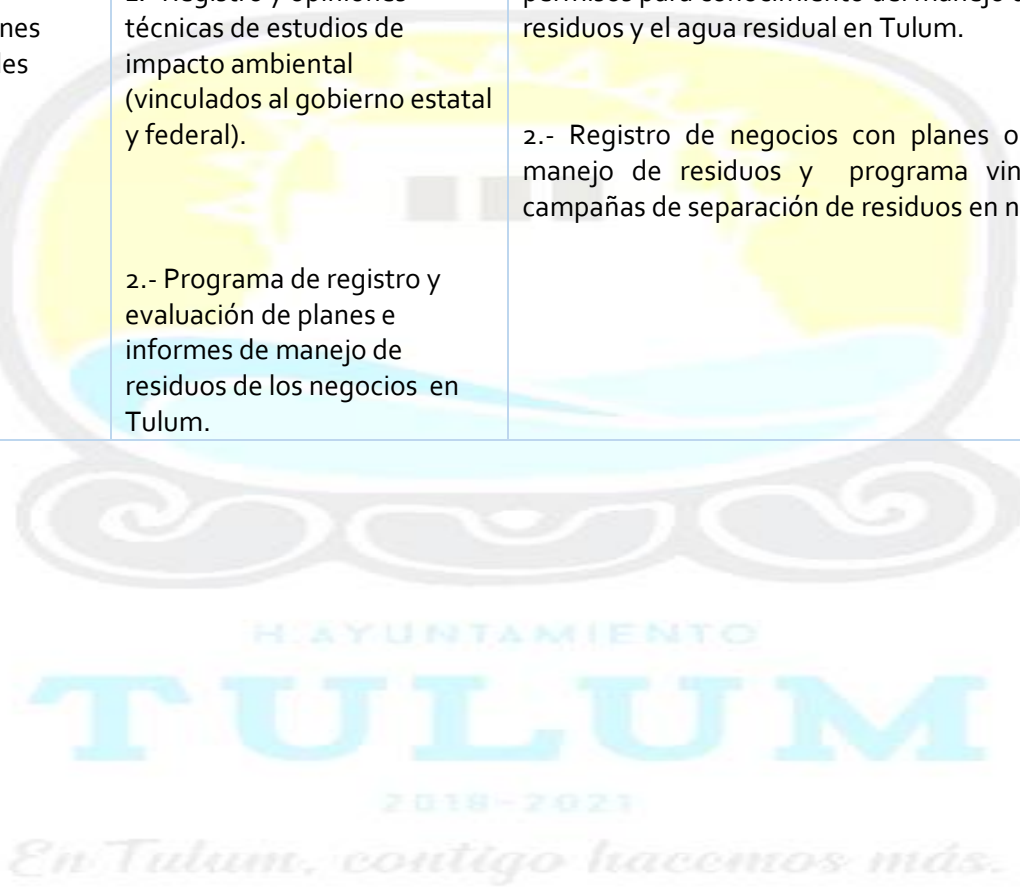 técnicas de estudios de
impacto ambiental
(vinculados al gobierno estatal
y federal).
2.- Programa de registro y
evaluación de planes e
informes de manejo de
residuos de los negocios en
Tulum.
residuos y el agua residual en Tulum.
2.- Registro de negocios con planes o
manejo de residuos y programa
campañas de separación de residuos en
H. AYUNTAMIENTO
TULUM
2018-2021
En Tulum, contigo hacemos más.